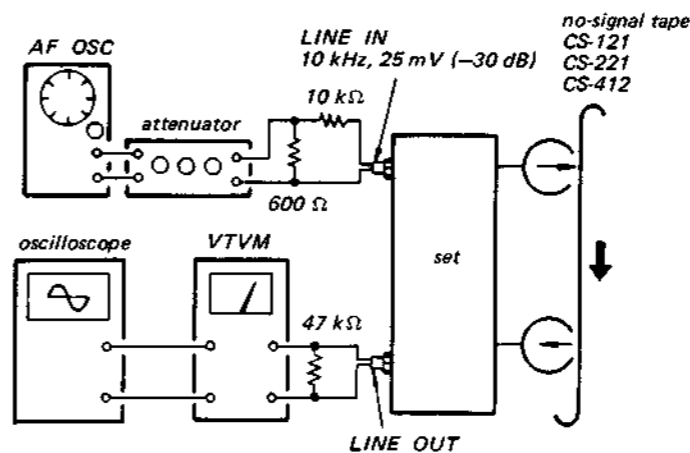 no-signal tape
CS-121
CS-221
CS-412
LINE IN
10 kHz, 25 mV (−30 dB)
AF OSC
attenuator
10 kΩ
600 Ω
oscilloscope
VTVM
47 kΩ
set
LINE OUT